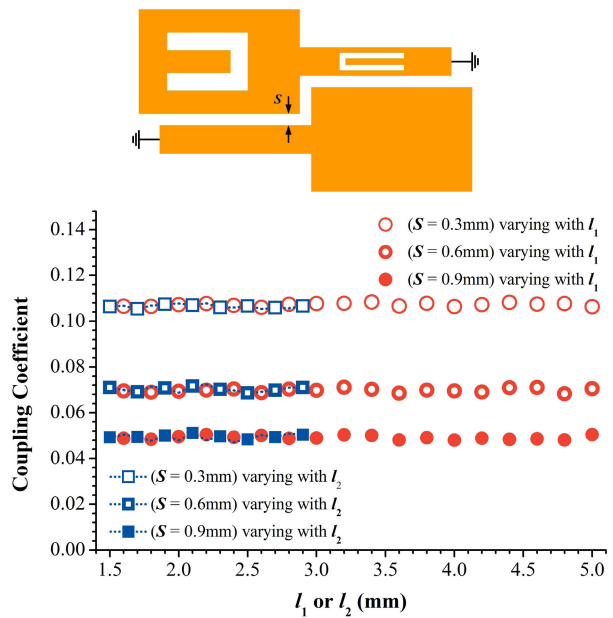 s
0.14
(S = 0.3mm) varying with l₁
(S = 0.6mm) varying with l₁
(S = 0.9mm) varying with l₁
0.12
0.10
0.08
0.06
0.04
0.02
0.00
Coupling Coefficient
(S = 0.3mm) varying with l₂
(S = 0.6mm) varying with l₂
(S = 0.9mm) varying with l₂
1.5 2.0 2.5 3.0 3.5 4.0 4.5 5.0
l₁ or l₂ (mm)